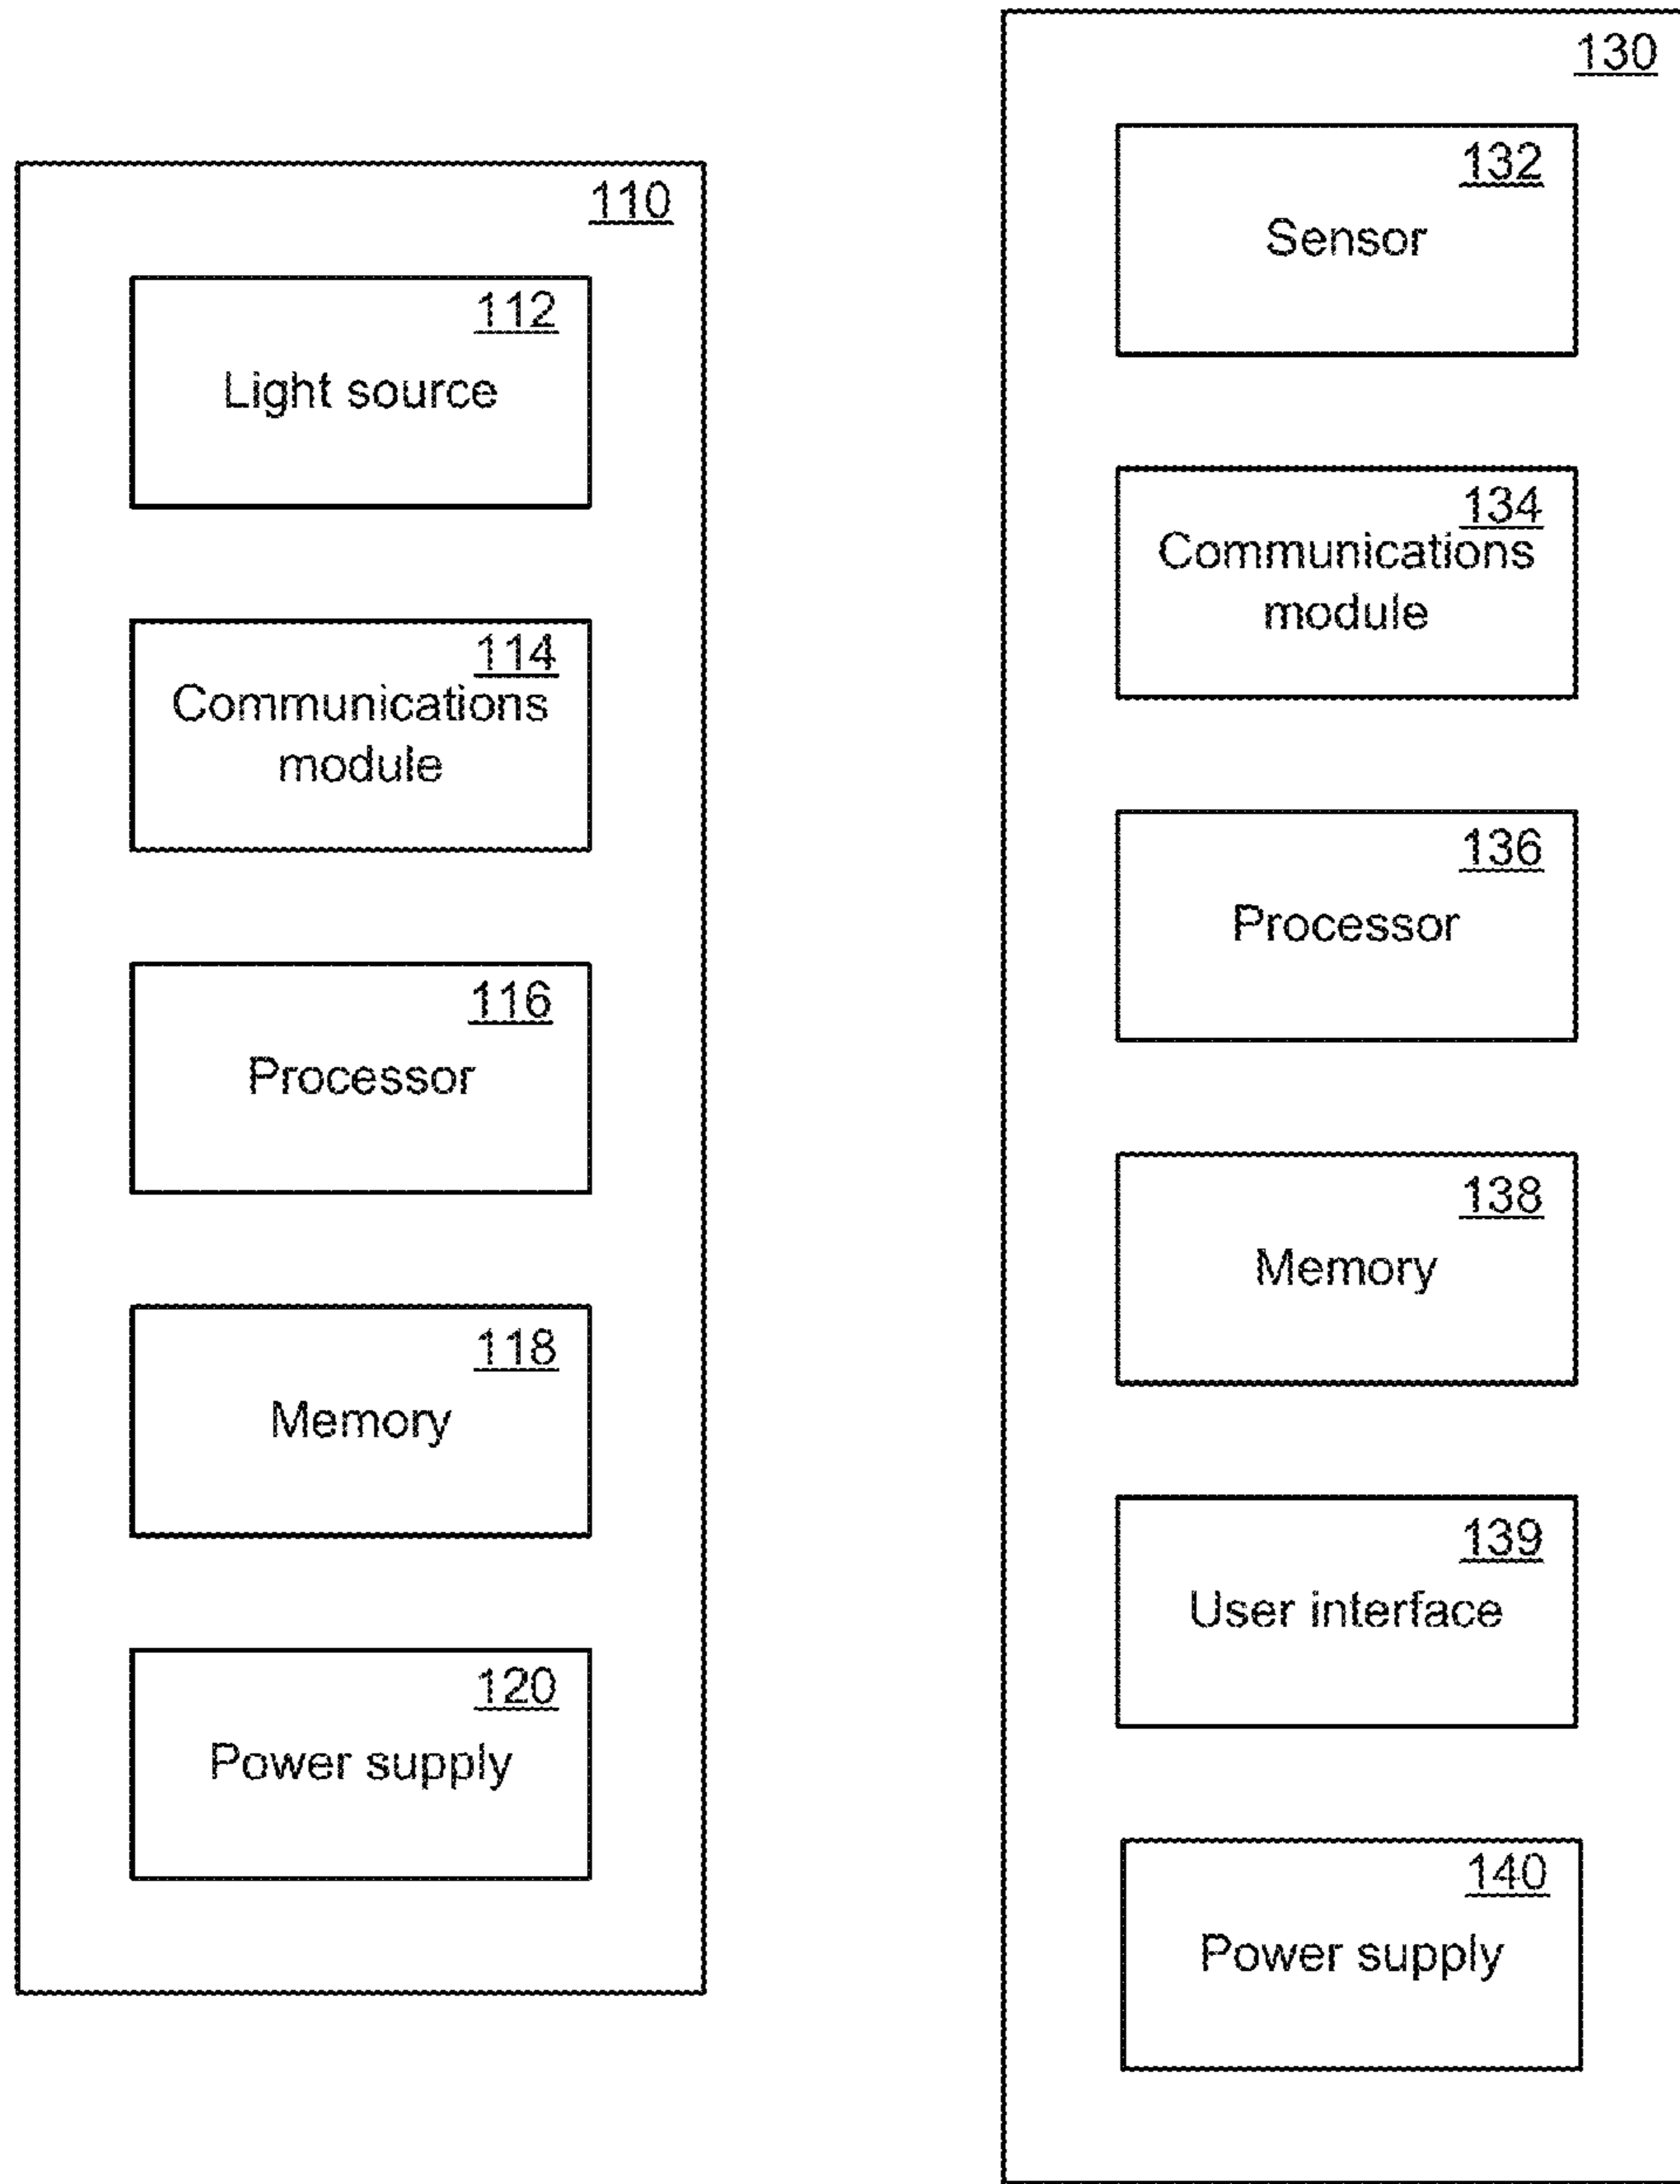 110
112
Light source
114
Communications
module
116
Processor
118
Memory
120
Power supply
130
132
Sensor
134
Communications
module
136
Processor
138
Memory
139
User interface
140
Power supply